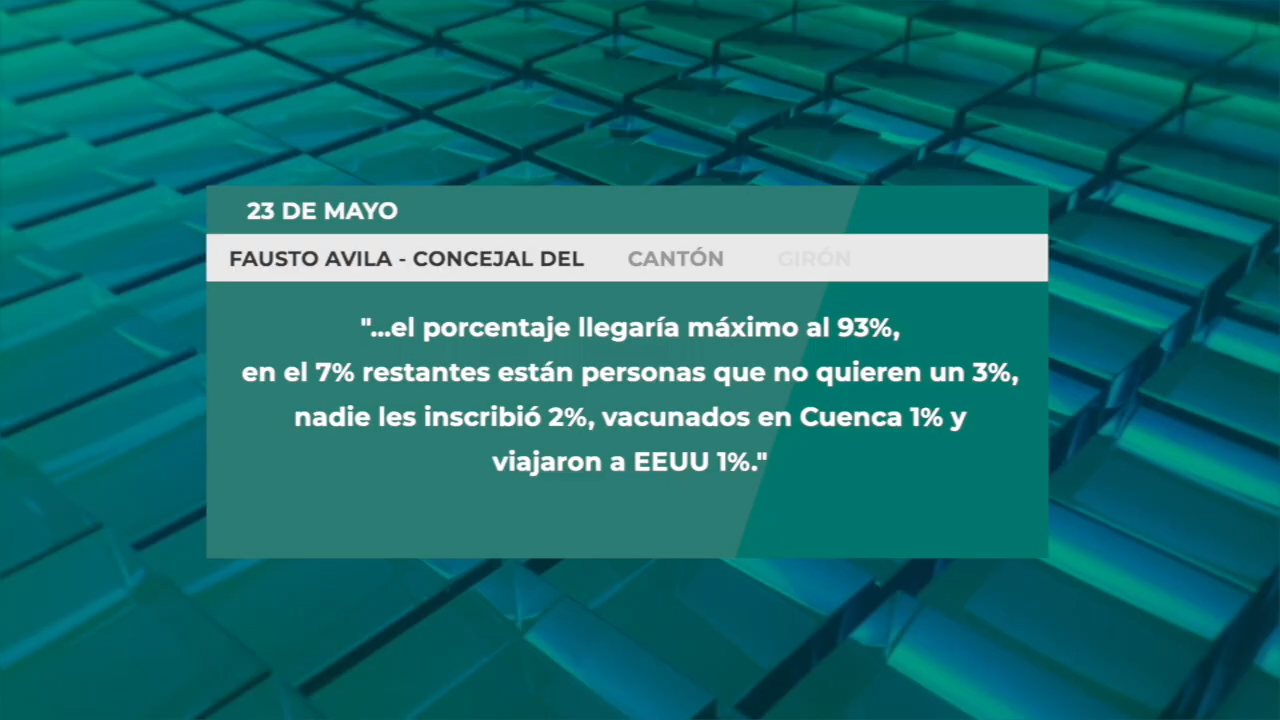 23 DE MAYO
FAUSTO AVILA - CONCEJAL DEL CANTÓN GIRÓN
"...el porcentaje llegaría máximo al 93%,
en el 7% restantes están personas que no quieren un 3%,
nadie les inscribió 2%, vacunados en Cuenca 1% y
viajaron a EEUU 1%."